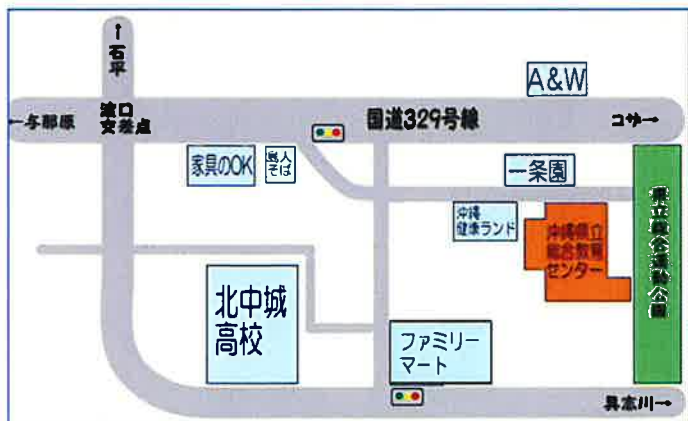 ↑石平
A&W
←与那原
渡口
交差点
国道329号線
コザ→
家具のOK
島人
そば
一条園
沖縄
健康ランド
沖縄県立
総合教育
センター
県立総合運動公園
北中城
高校
ファミリー
マート
具志川→